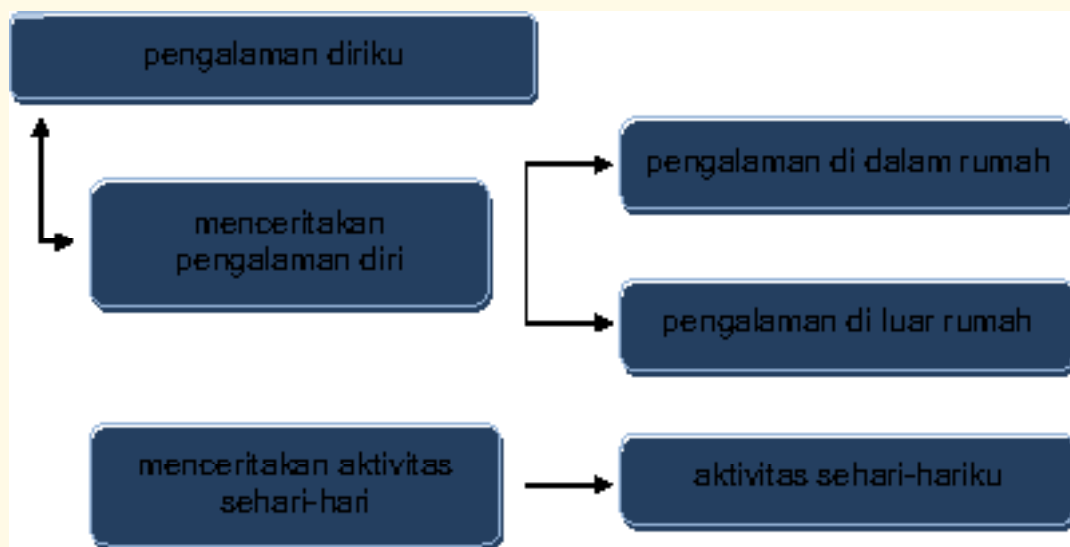 pengalaman diriku
menceritakan
pengalaman diri
pengalaman di dalam rumah
pengalaman di luar rumah
menceritakan aktivitas
sehari-hari
aktivitas sehari-hariku